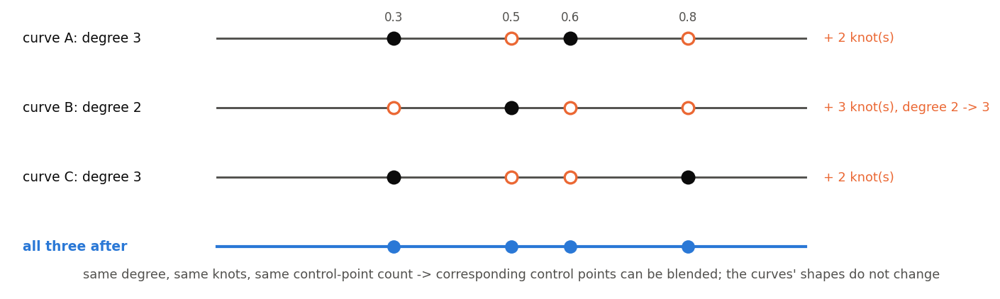 0.3 0.5 0.6 0.8
curve A: degree 3 + 2 knot(s)
curve B: degree 2 + 3 knot(s), degree 2 -> 3
curve C: degree 3 + 2 knot(s)
all three after
same degree, same knots, same control-point count -> corresponding control points can be blended; the curves' shapes do not change